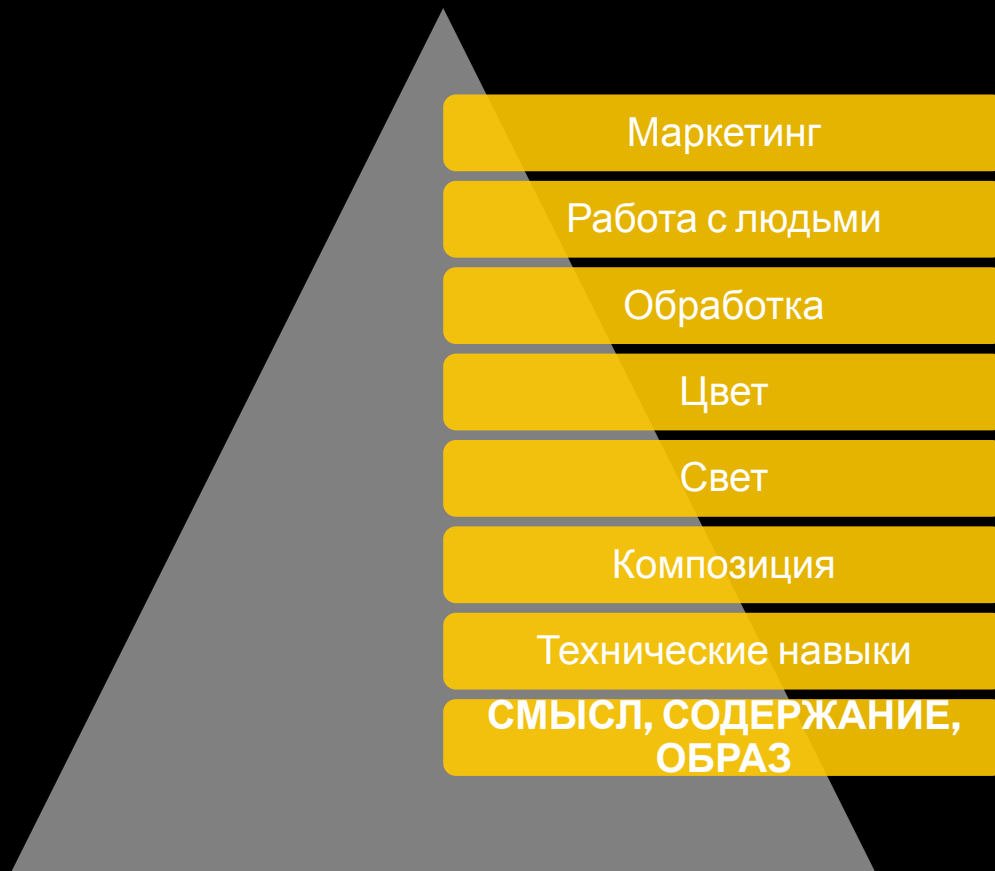 Маркетинг
Работа с людьми
Обработка
Цвет
Свет
Композиция
Технические навыки
СМЫСЛ, СОДЕРЖАНИЕ,
ОБРАЗ